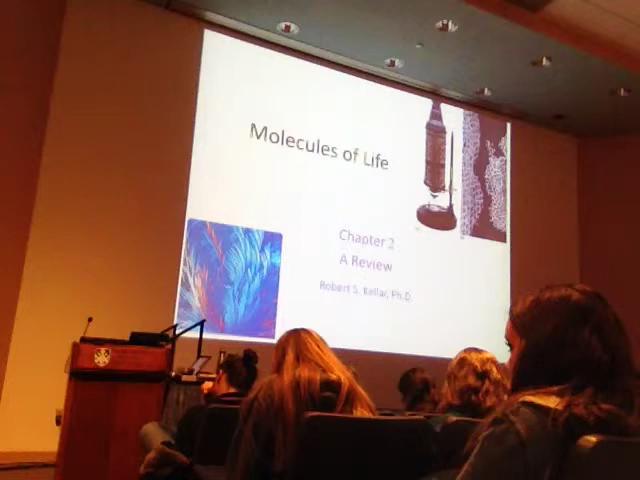 Molecules of Life
Chapter 2
A Review
Robert S. Kellar, Ph.D.